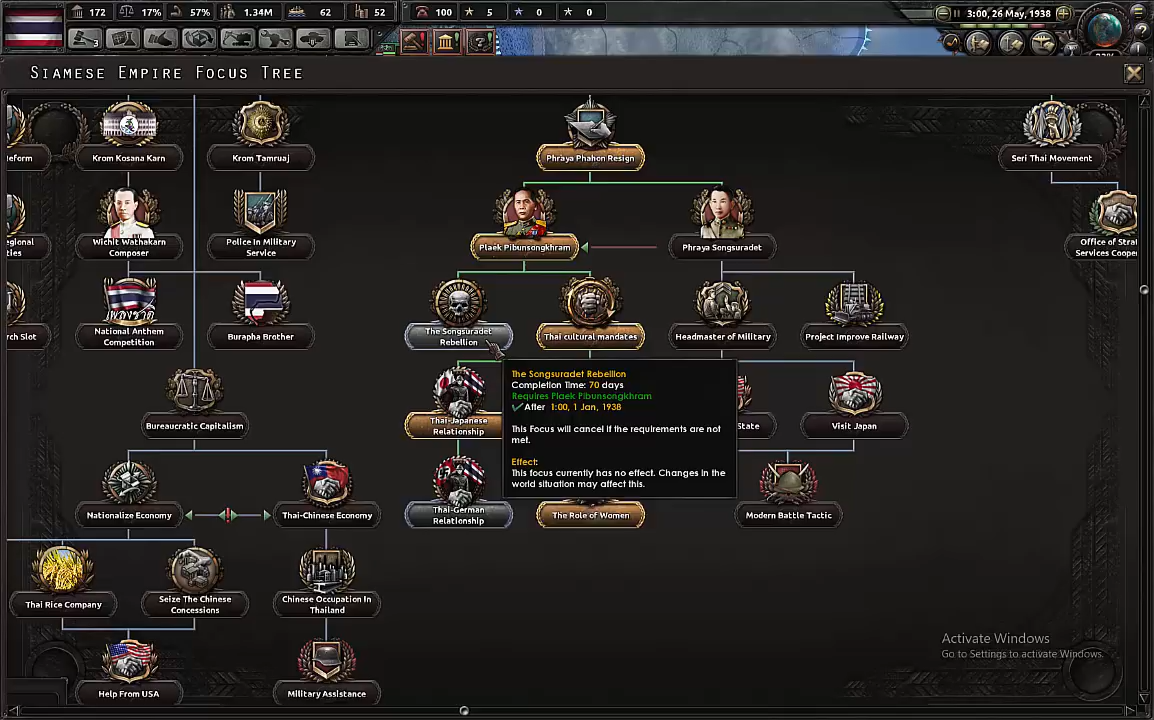 172 17% 57% 1.34M 62 52 100 5 0 0
3:00, 26 May, 1938
3
Siamese Empire Focus Tree
eform
Krom Kosana Karn
Krom Tamruaj
Phraya Phahon Resign
Seri Thai Movement
egional
ties
Wichit Wathakarn
Composer
Police In Military
Service
Plaek Pibunsongkhram
Phraya Songsuradet
Office of Strat
Services Cooper
rch Slot
National Anthem
Competition
Burapha Brother
The Songsuradet
Rebellion
Thai cultural mandates
Headmaster of Military
Project Improve Railway
The Songsuradet Rebellion
Completion Time: 70 days
Requires Plaek Pibunsongkhram
After 1:00, 1 Jan, 1938
This Focus will cancel if the requirements are not
met.
Effect:
This focus currently has no effect. Changes in the
world situation may affect this.
Bureaucratic Capitalism
Thai-Japanese
Relationship
State
Visit Japan
Nationalize Economy
Thai-Chinese Economy
Thai-German
Relationship
The Role of Women
Modern Battle Tactic
Thai Rice Company
Seize The Chinese
Concessions
Chinese Occupation In
Thailand
Help From USA
Military Assistance
Activate Windows
Go to Settings to activate Windows.